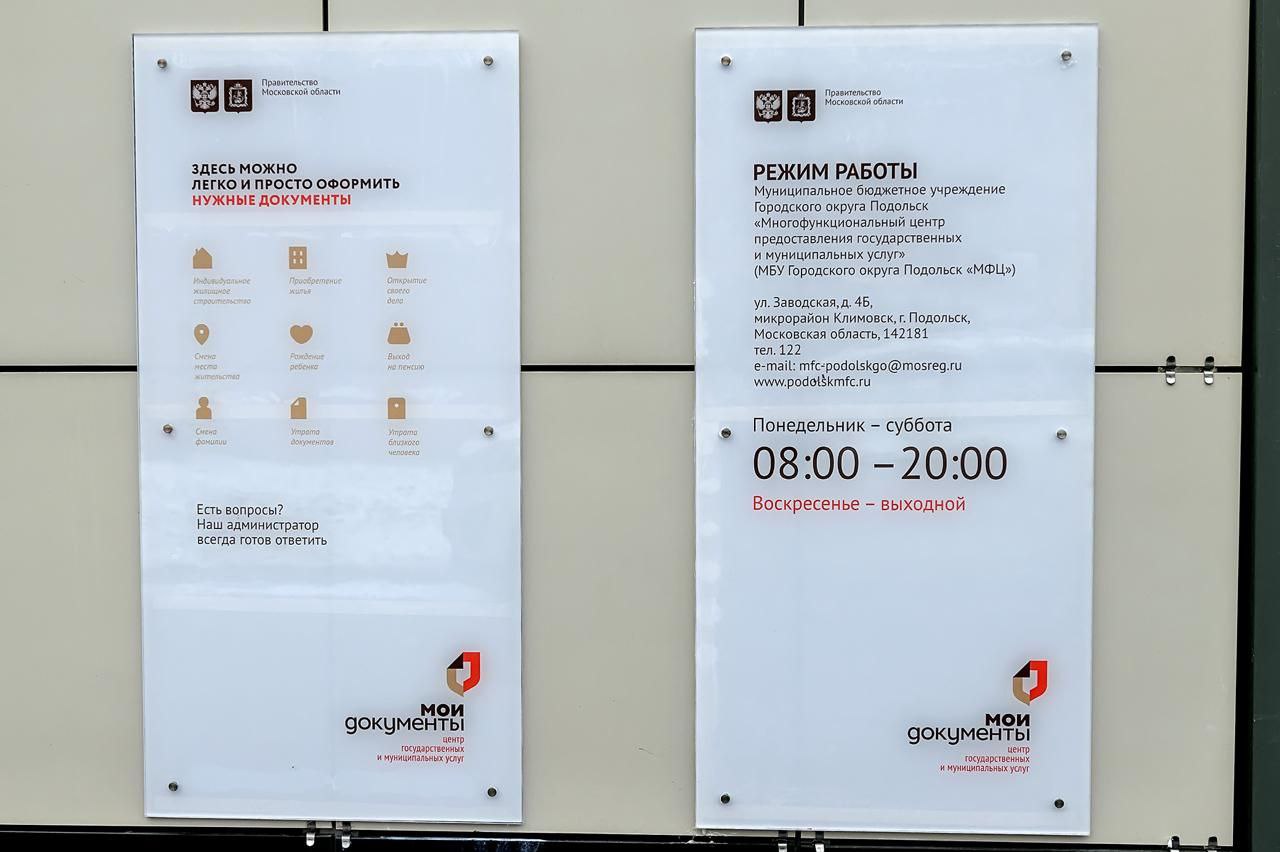 Правительство
Московской области
ЗДЕСЬ МОЖНО
ЛЕГКО И ПРОСТО ОФОРМИТЬ
НУЖНЫЕ ДОКУМЕНТЫ
Индивидуальное
жилищное
строительство
Приобретение
жилья
Открытие
своего
дела
Смена
места
жительства
Рождение
ребенка
Выход
на пенсию
Смена
фамилии
Утрата
документов
Утрата
близкого
человека
Есть вопросы?
Наш администратор
всегда готов ответить
мои
документы
центр
государственных
и муниципальных услуг
Правительство
Московской области
РЕЖИМ РАБОТЫ
Муниципальное бюджетное учреждение
Городского округа Подольск
«Многофункциональный центр
предоставления государственных
и муниципальных услуг»
(МБУ Городского округа Подольск «МФЦ»)
ул. Заводская, д. 4Б,
микрорайон Климовск, г. Подольск,
Московская область, 142181
тел. 122
e-mail: mfc-podolskgo@mosreg.ru
www.podolskmfc.ru
Понедельник – суббота
08:00 – 20:00
Воскресенье – выходной
мои
документы
центр
государственных
и муниципальных услуг